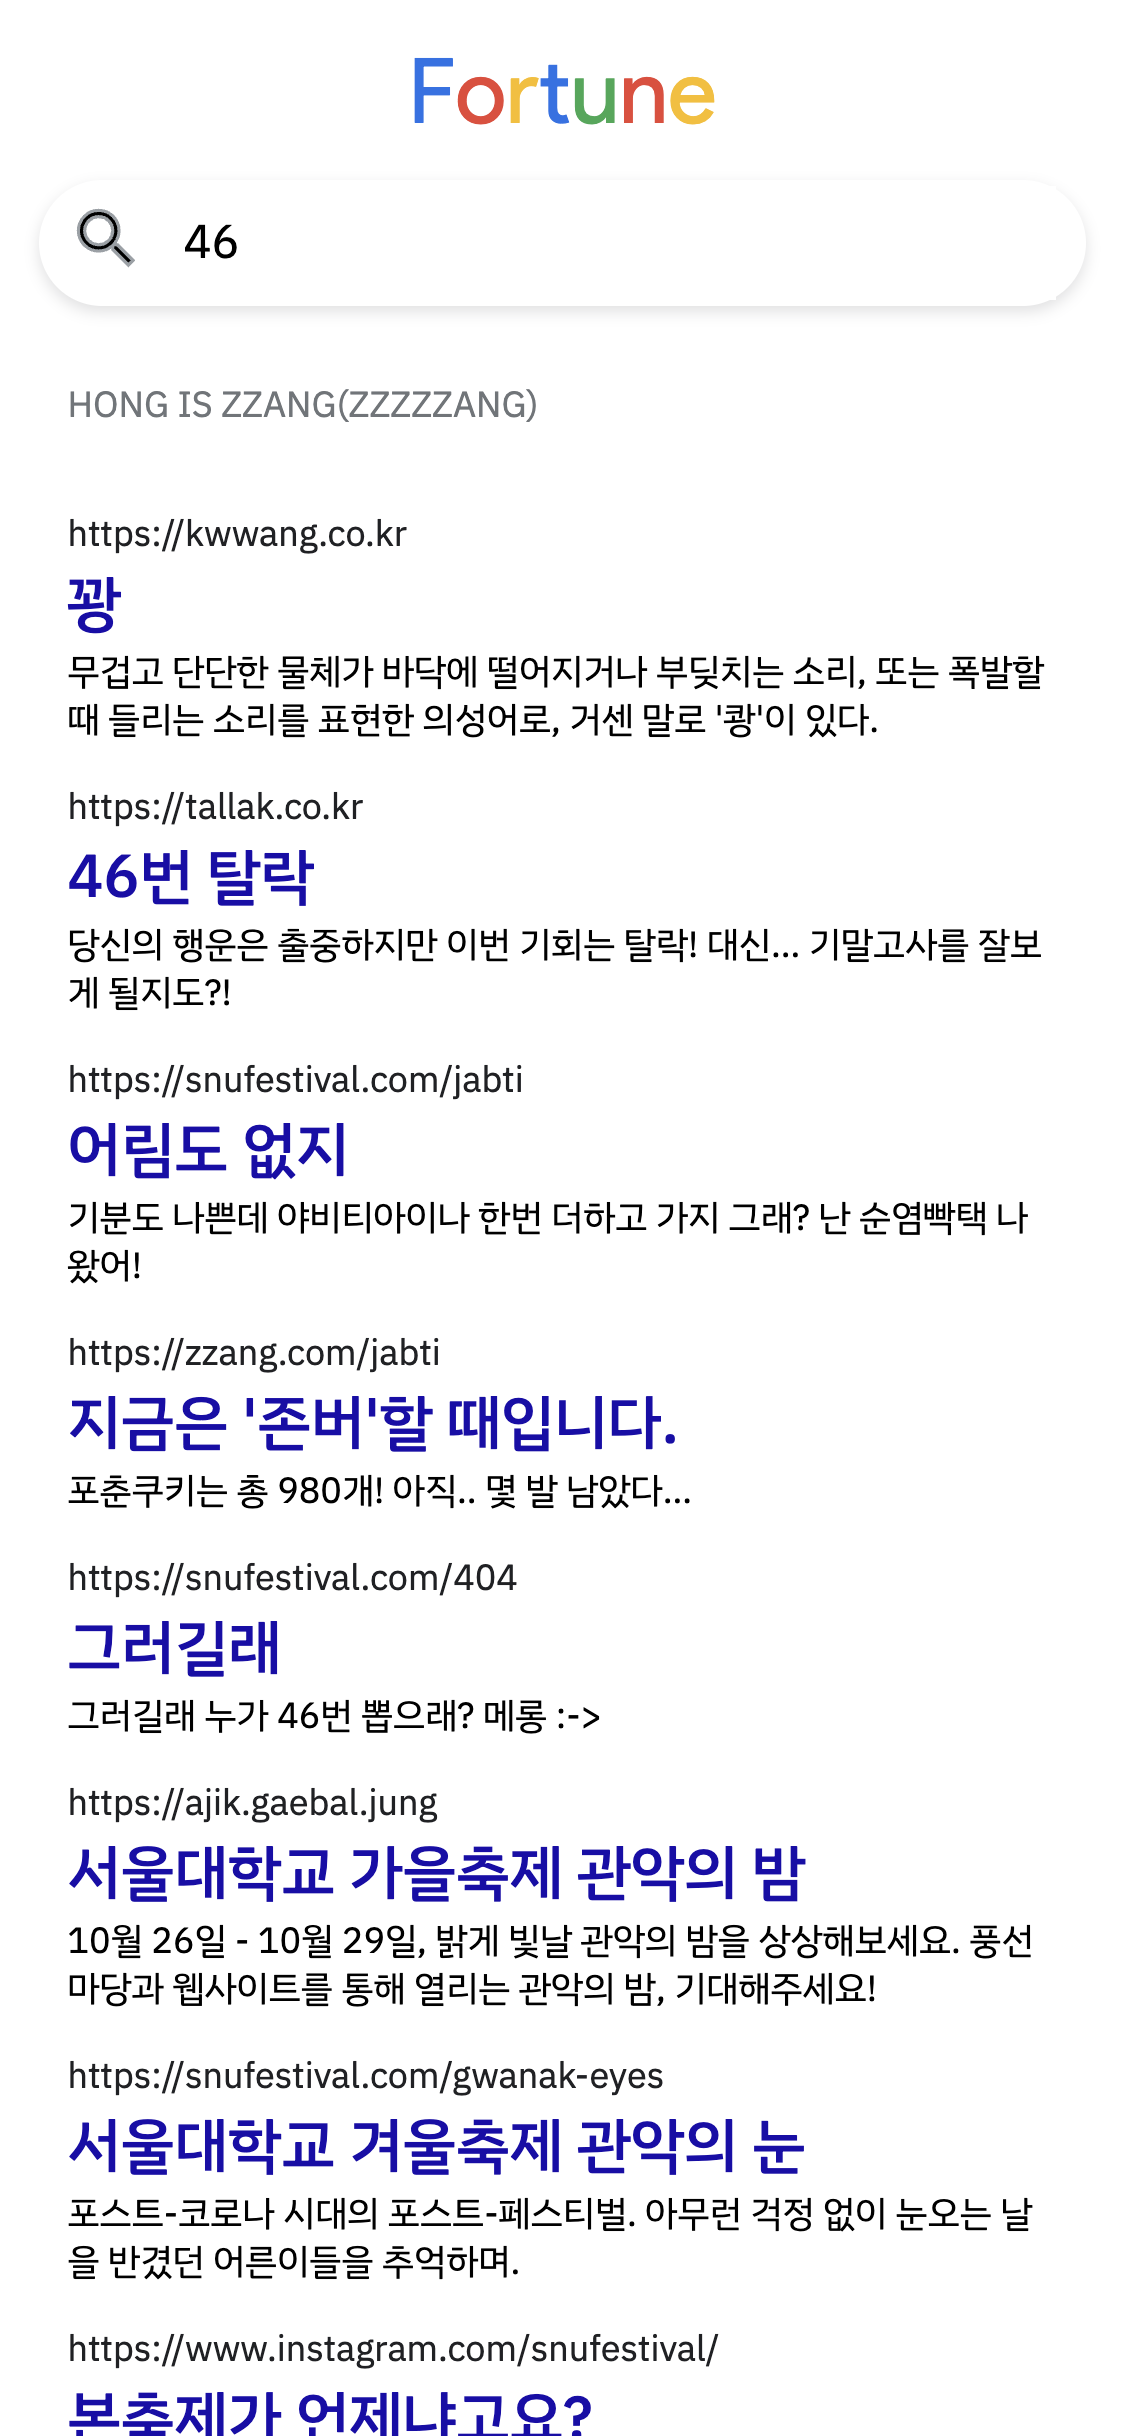 Fortune
46
HONG IS ZZANG(ZZZZZANG)
https://kwwang.co.kr
꽝
무겁고 단단한 물체가 바닥에 떨어지거나 부딪치는 소리, 또는 폭발할
때 들리는 소리를 표현한 의성어로, 거센 말로 '쾅'이 있다.
https://tallak.co.kr
46번 탈락
당신의 행운은 출중하지만 이번 기회는 탈락! 대신... 기말고사를 잘보
게 될지도?!
https://snufestival.com/jabti
어림도 없지
기분도 나쁜데 야비티아이나 한번 더하고 가지 그래? 난 순염빡택 나
왔어!
https://zzang.com/jabti
지금은 '존버'할 때입니다.
포춘쿠키는 총 980개! 아직.. 몇 발 남았다...
https://snufestival.com/404
그러길래
그러길래 누가 46번 뽑으래? 메롱 :->
https://ajik.gaebal.jung
서울대학교 가을축제 관악의 밤
10월 26일 - 10월 29일, 밝게 빛날 관악의 밤을 상상해보세요. 풍선
마당과 웹사이트를 통해 열리는 관악의 밤, 기대해주세요!
https://snufestival.com/gwanak-eyes
서울대학교 겨울축제 관악의 눈
포스트-코로나 시대의 포스트-페스티벌. 아무런 걱정 없이 눈오는 날
을 반겼던 어른이들을 추억하며.
https://www.instagram.com/snufestival/
본축제가 언제냐고요?